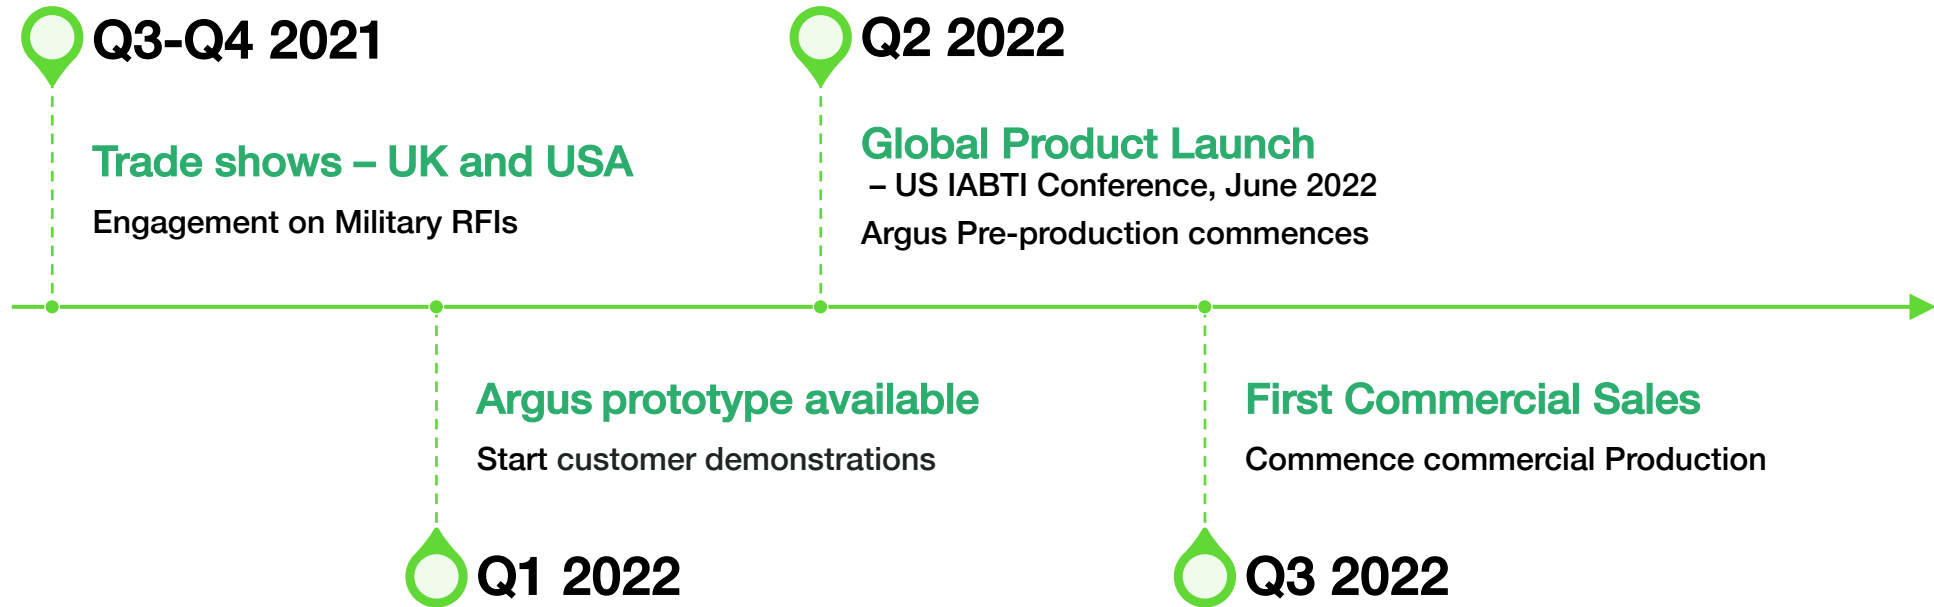 Q3-Q4 2021
Trade shows – UK and USA
Engagement on Military RFIs
Q2 2022
Global Product Launch
– US IABTI Conference, June 2022
Argus Pre-production commences
Argus prototype available
Start customer demonstrations
Q1 2022
First Commercial Sales
Commence commercial Production
Q3 2022